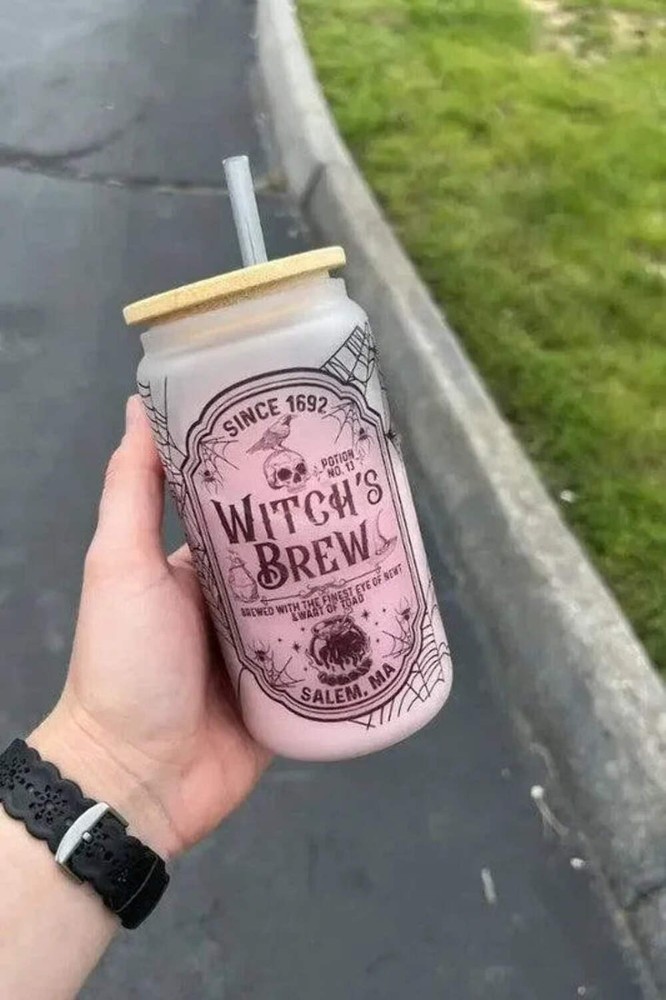 SINCE 1692
POTION
NO. 13
WITCH'S
BREW
BREWED WITH THE FINEST EYE OF NEWT
& WART OF TOAD
SALEM, MA